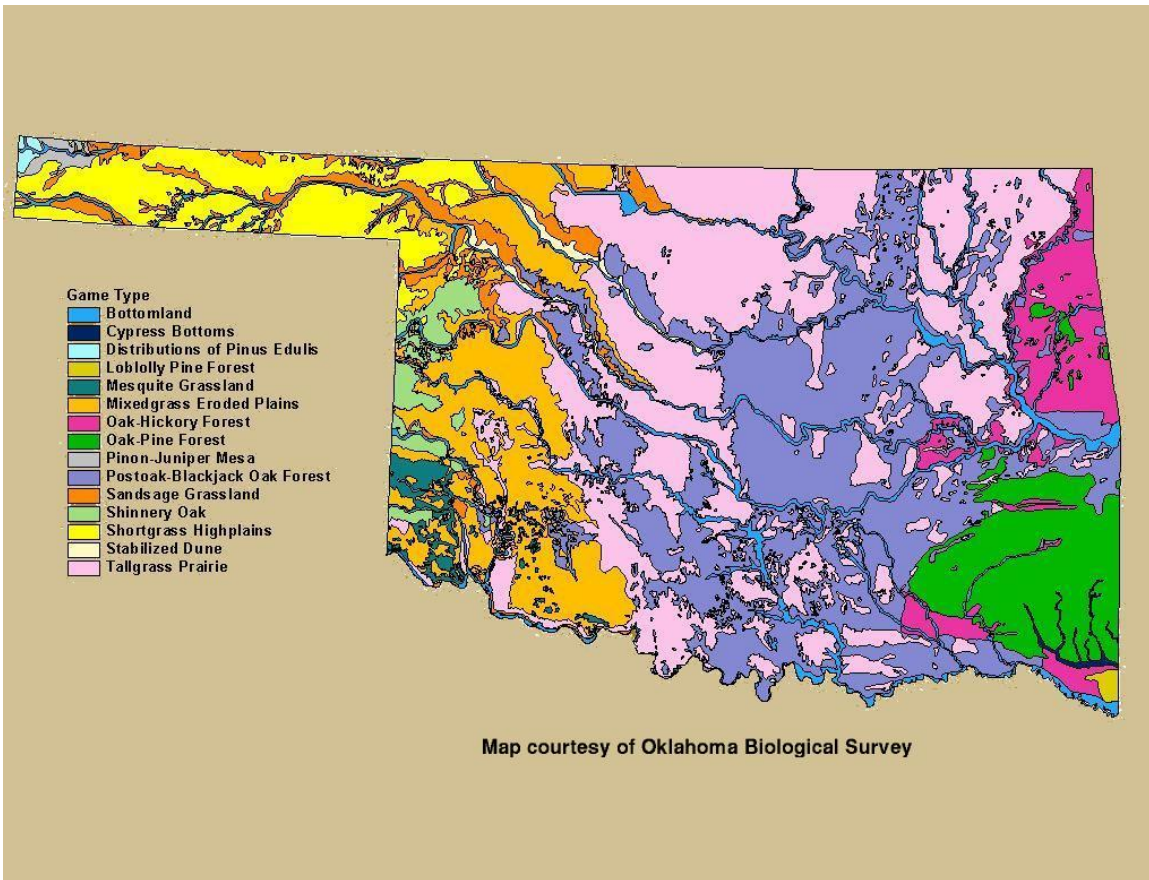 Game Type
Bottomland
Cypress Bottoms
Distributions of Pinus Edulis
Loblolly Pine Forest
Mesquite Grassland
Mixedgrass Eroded Plains
Oak-Hickory Forest
Oak-Pine Forest
Pinon-Juniper Mesa
Postoak-Blackjack Oak Forest
Sandsage Grassland
Shinnery Oak
Shortgrass Highplains
Stabilized Dune
Tallgrass Prairie
Map courtesy of Oklahoma Biological Survey